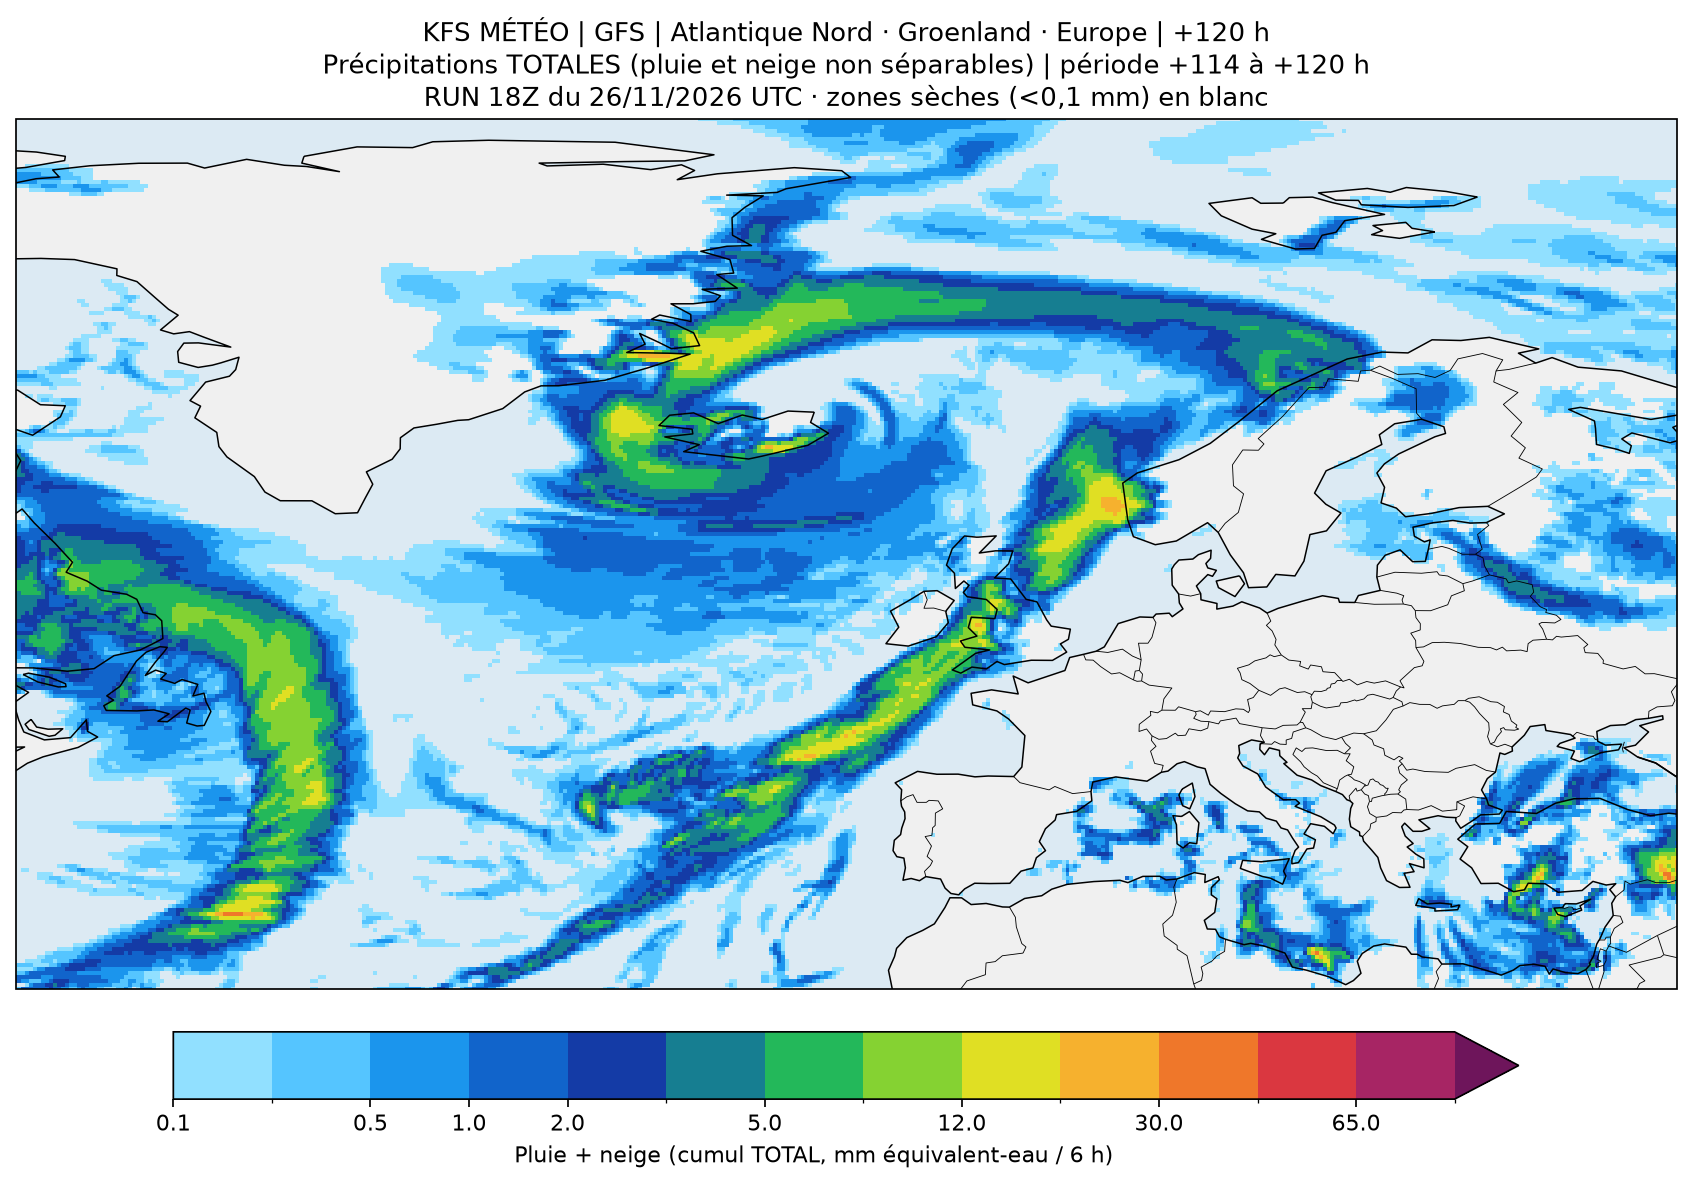 KFS MÉTÉO | GFS | Atlantique Nord · Groenland · Europe | +120 h
Précipitations TOTALES (pluie et neige non séparables) | période +114 à +120 h
RUN 18Z du 26/11/2026 UTC · zones sèches (<0,1 mm) en blanc
0.1 0.5 1.0 2.0 5.0 12.0 30.0 65.0
Pluie + neige (cumul TOTAL, mm équivalent-eau / 6 h)